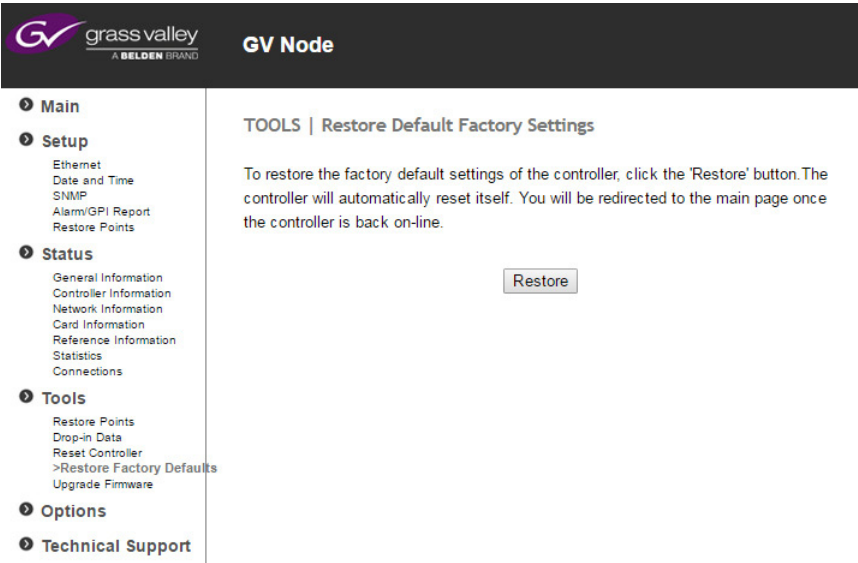 GV grass valley
A BELDEN BRAND
GV Node
Main
Setup
Ethernet
Date and Time
SNMP
Alarm/GPI Report
Restore Points
Status
General Information
Controller Information
Network Information
Card Information
Reference Information
Statistics
Connections
Tools
Restore Points
Drop-in Data
Reset Controller
>Restore Factory Defaults
Upgrade Firmware
Options
Technical Support
TOOLS | Restore Default Factory Settings
To restore the factory default settings of the controller, click the 'Restore' button.The
controller will automatically reset itself. You will be redirected to the main page once
the controller is back on-line.
Restore